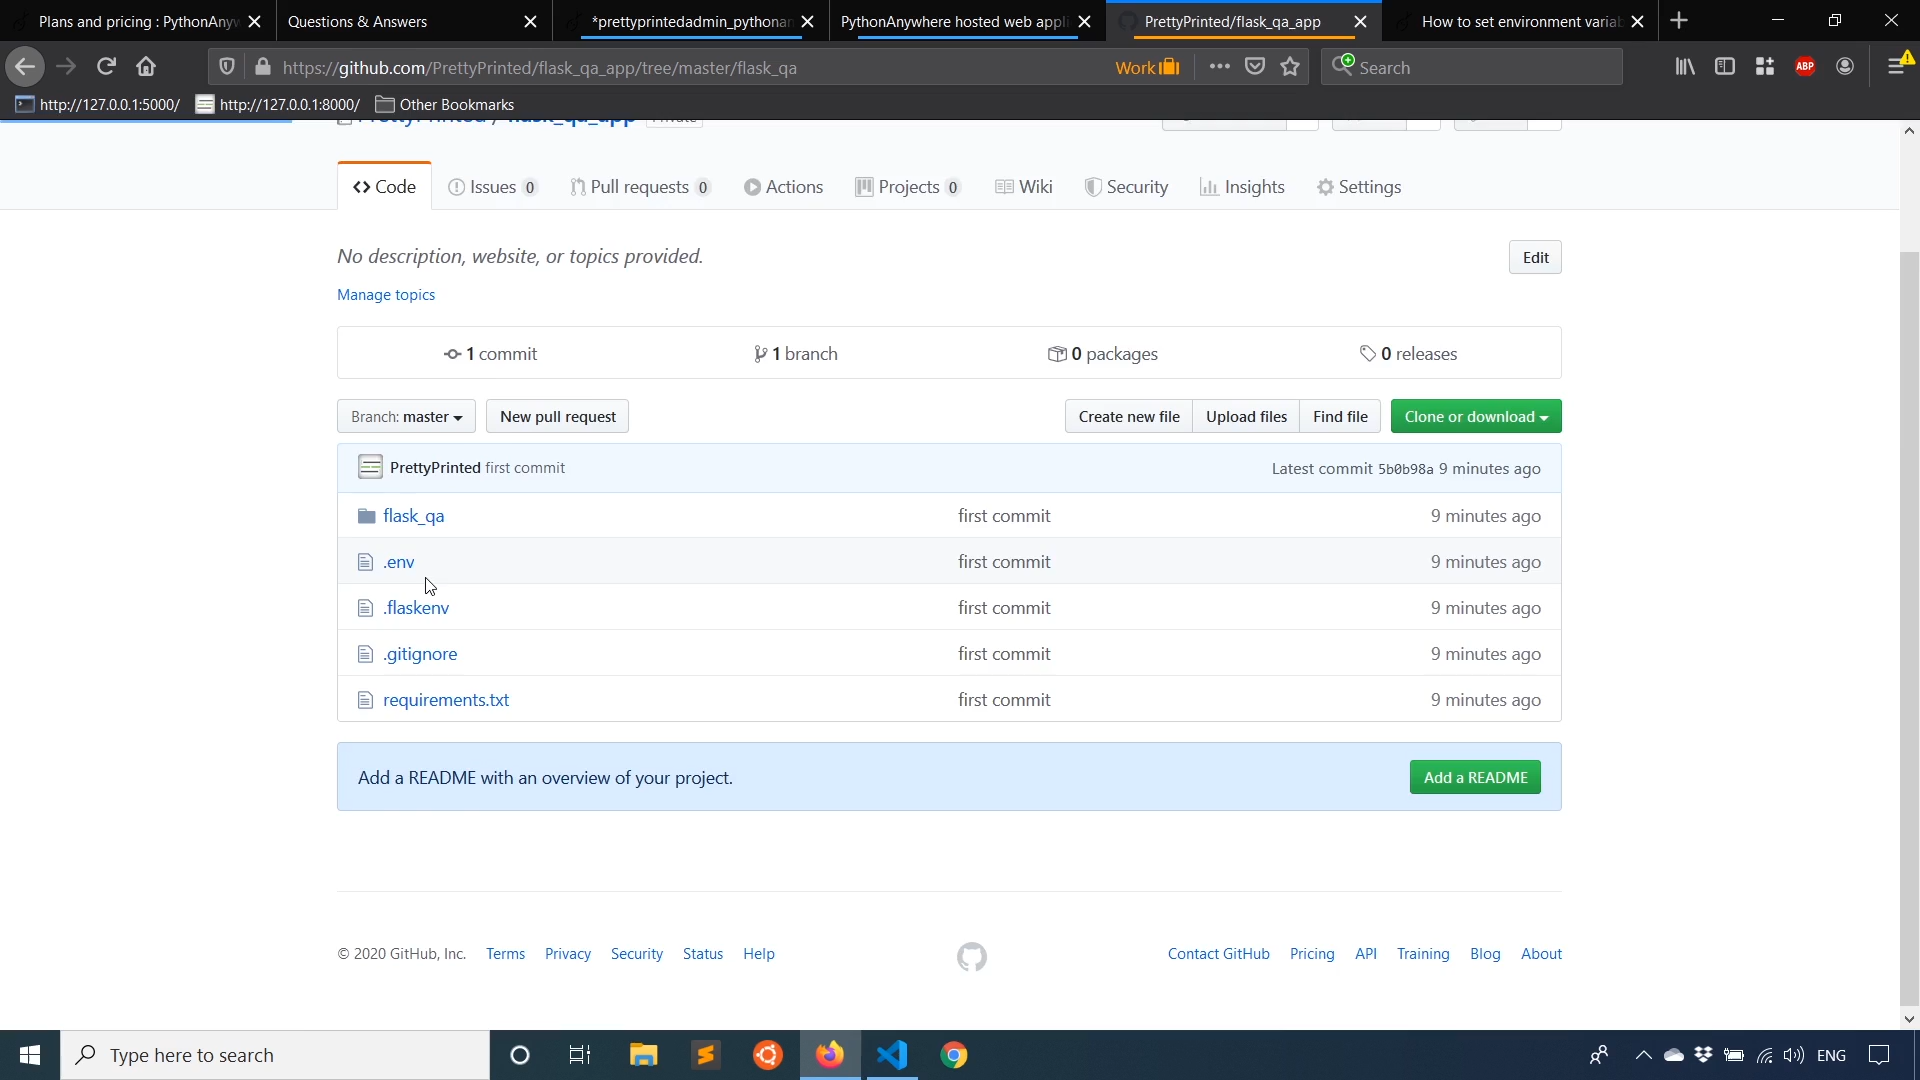 Plans and pricing : PythonAnyw
Questions & Answers
*prettyprintedadmin_pythonan
PythonAnywhere hosted web appli
PrettyPrinted/flask_qa_app
How to set environment variab
https://github.com/PrettyPrinted/flask_qa_app/tree/master/flask_qa
Work
Search
ABP
http://127.0.0.1:5000/
http://127.0.0.1:8000/
Other Bookmarks
PrettyPrinted / flask_qa_app Private
Code
Issues 0
Pull requests 0
Actions
Projects 0
Wiki
Security
Insights
Settings
No description, website, or topics provided.
Edit
Manage topics
1 commit
1 branch
0 packages
0 releases
Branch: master
New pull request
Create new file
Upload files
Find file
Clone or download
PrettyPrinted first commit
Latest commit 5b0b98a 9 minutes ago
flask_qa first commit 9 minutes ago
.env first commit 9 minutes ago
.flaskenv first commit 9 minutes ago
.gitignore first commit 9 minutes ago
requirements.txt first commit 9 minutes ago
Add a README with an overview of your project.
Add a README
© 2020 GitHub, Inc.
Terms
Privacy
Security
Status
Help
Contact GitHub
Pricing
API
Training
Blog
About
Type here to search
ENG